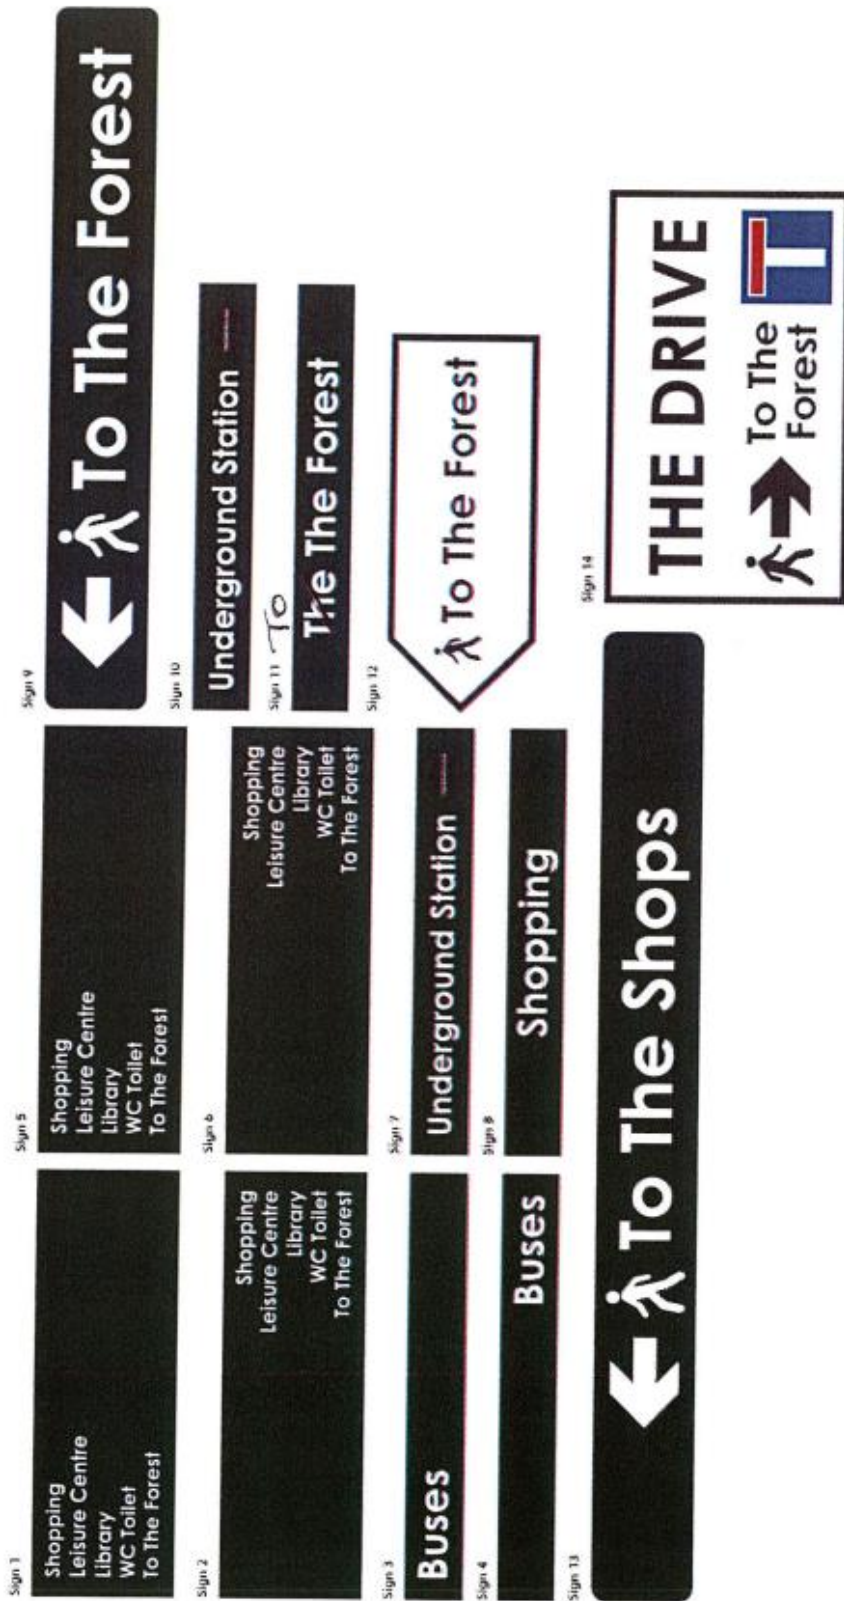 Sign 1
Shopping
Leisure Centre
Library
WC Toilet
To The Forest
Sign 2
Shopping
Leisure Centre
Library
WC Toilet
To The Forest
Sign 3
Buses
Sign 4
Buses
Sign 5
Shopping
Leisure Centre
Library
WC Toilet
To The Forest
Sign 6
Shopping
Leisure Centre
Library
WC Toilet
To The Forest
Sign 7
Underground Station
Sign 8
Shopping
Sign 9
To The Forest
Sign 10
Underground Station
Sign 11
To
The The Forest
Sign 12
To The Forest
Sign 13
To The Shops
Sign 14
THE DRIVE
To The
Forest